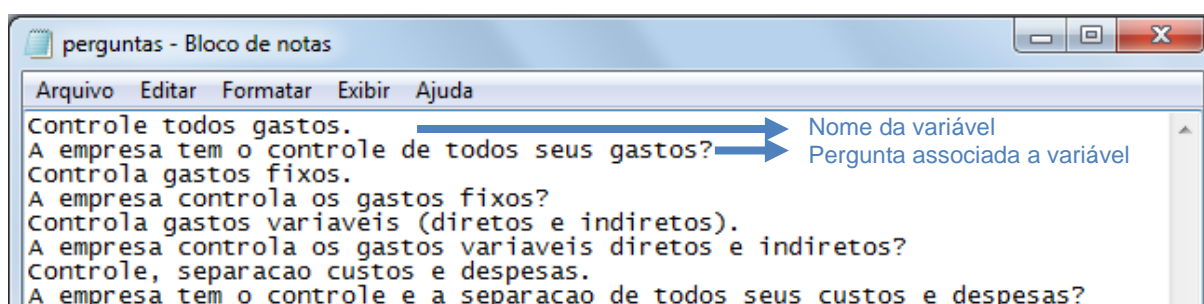 perguntas - Bloco de notas
Arquivo Editar Formatar Exibir Ajuda
Controle todos gastos. Nome da variável
A empresa tem o controle de todos seus gastos? Pergunta associada a variável
Controla gastos fixos.
A empresa controla os gastos fixos?
Controla gastos variaveis (diretos e indiretos).
A empresa controla os gastos variaveis diretos e indiretos?
Controle, separacao custos e despesas.
A empresa tem o controle e a separacao de todos seus custos e despesas?